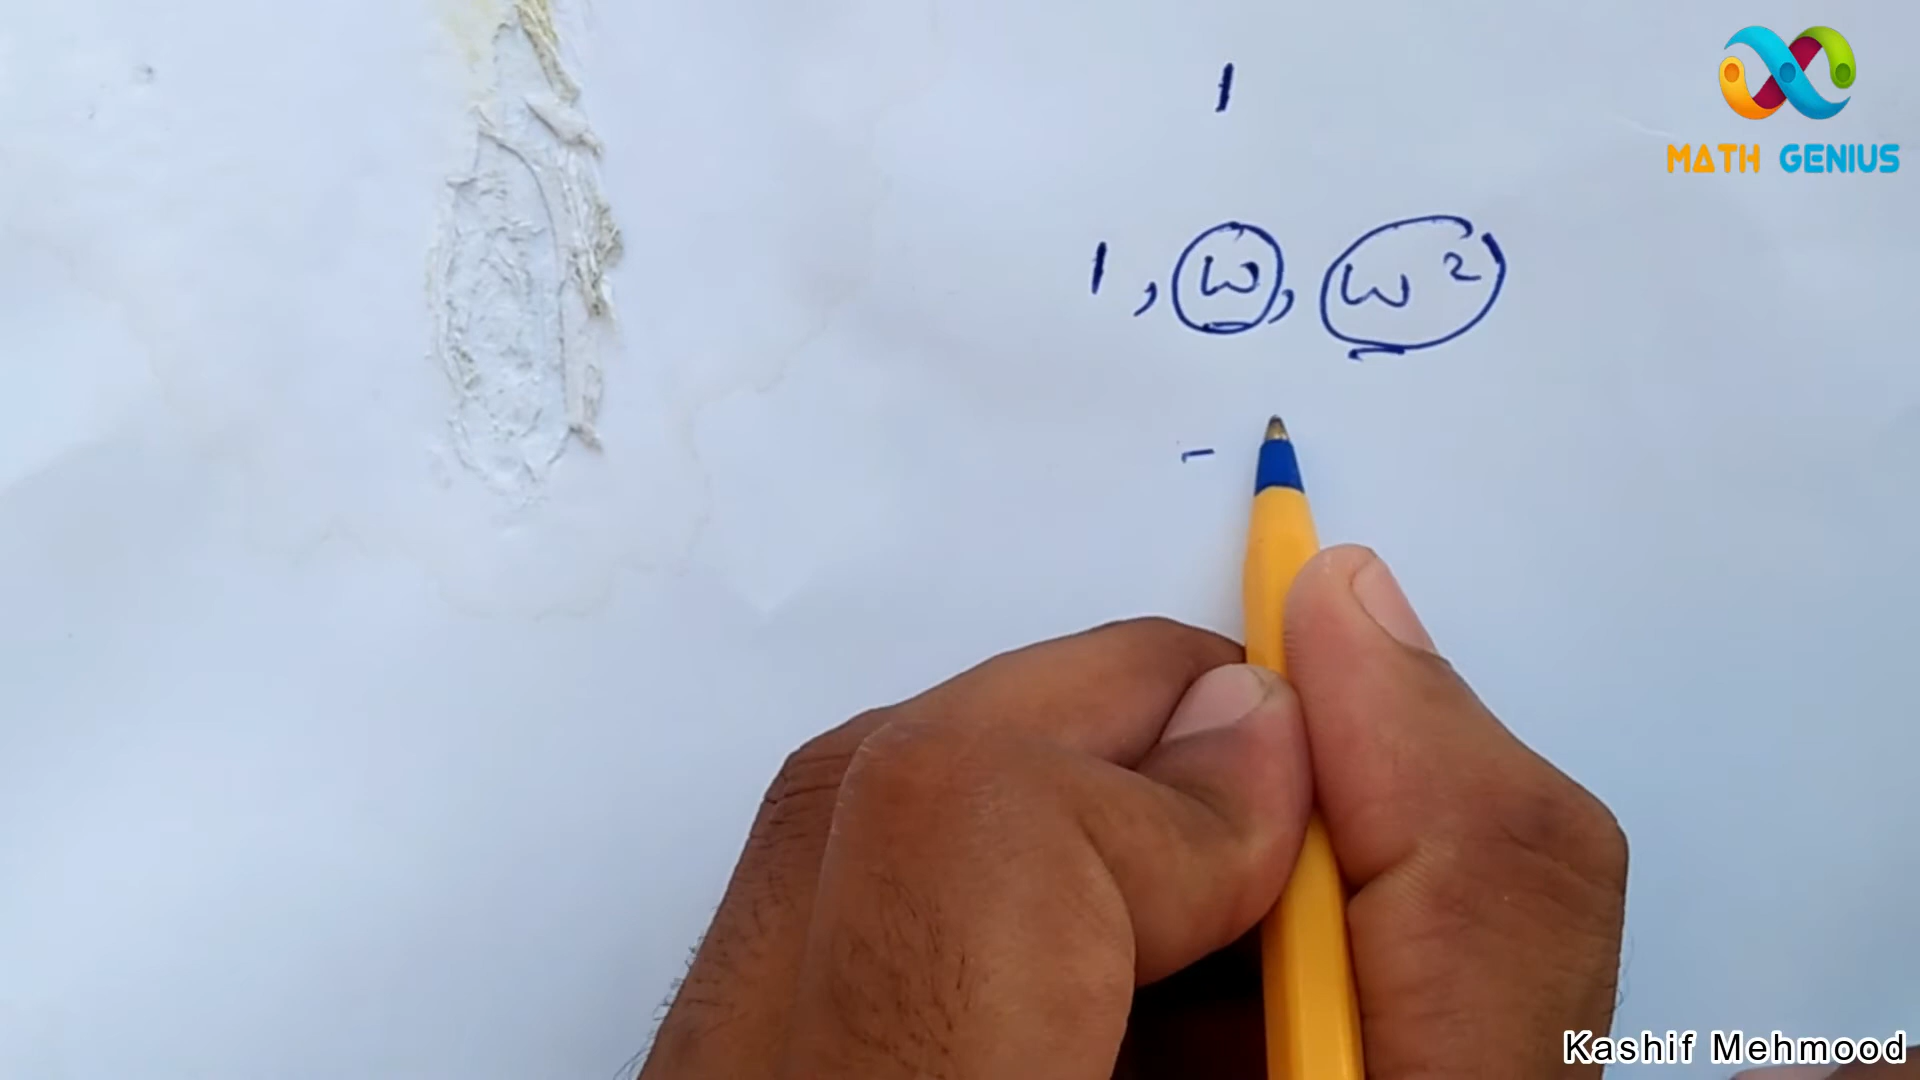 1
MATH GENIUS
1, ω, ω²
-
Kashif Mehmood